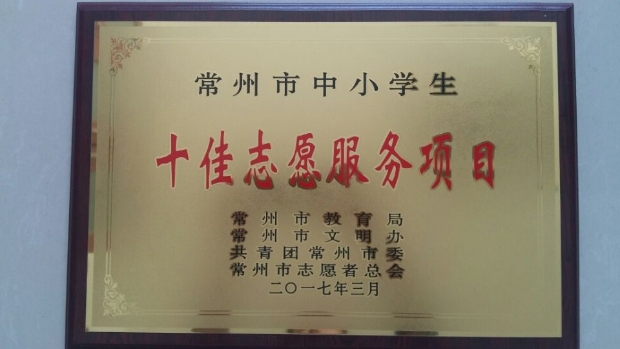 常州市中小学生
十佳志愿服务项目
常州市教育局
常州市文明办
共青团常州市委
常州市志愿者总会
二〇一七年三月